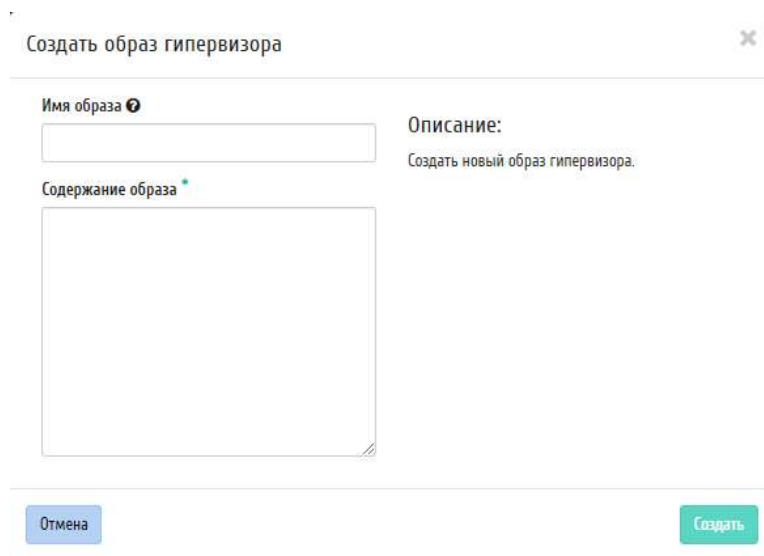 Создать образ гипервизора
Имя образа
Описание:
Создать новый образ гипервизора.
Содержание образа *
Отмена
Создать